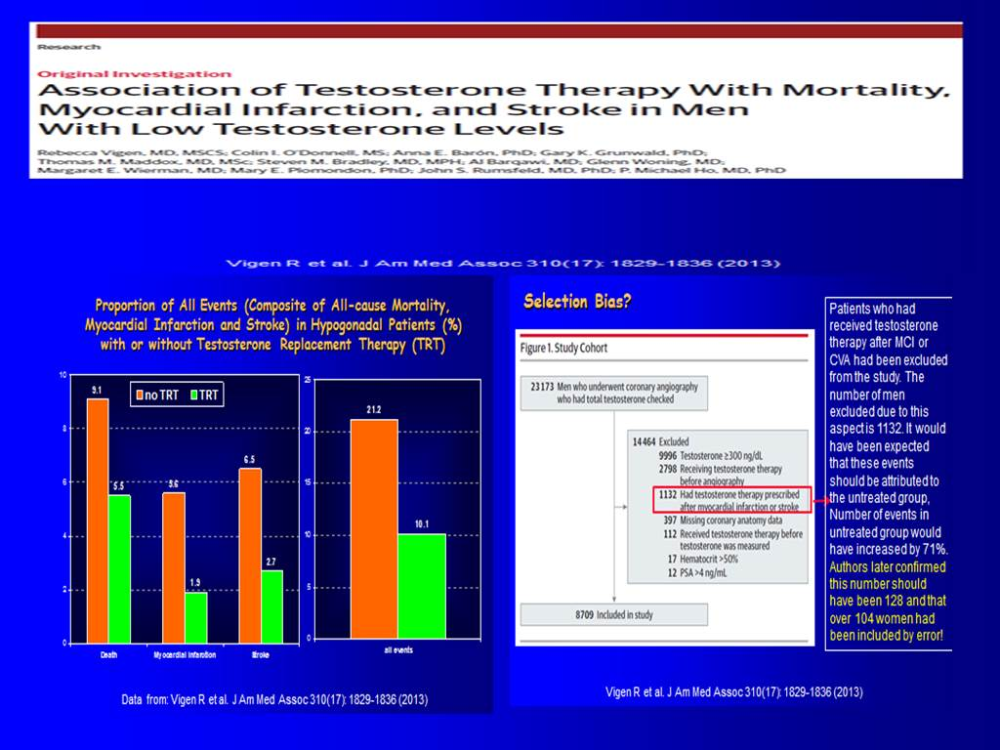 Research
Original Investigation
Association of Testosterone Therapy With Mortality,
Myocardial Infarction, and Stroke in Men
With Low Testosterone Levels
Rebecca Vigen, MD, MSCS; Colin I. O'Donnell, MS; Anna E. Barón, PhD; Gary K. Grunwald, PhD;
Thomas M. Maddox, MD, MSc; Steven M. Bradley, MD, MPH; Al Barqawi, MD; Glenn Woning, MD;
Margaret E. Wierman, MD; Mary E. Plomondon, PhD; John S. Rumsfeld, MD, PhD; P. Michael Ho, MD, PhD
Vigen R et al. J Am Med Assoc 310(17): 1829-1836 (2013)
Proportion of All Events (Composite of All-cause Mortality,
Myocardial Infarction and Stroke) in Hypogonadal Patients (%)
with or without Testosterone Replacement Therapy (TRT)
10
8
6
4
2
0
no TRT TRT
9.1
5.5
5.6
1.9
6.5
2.7
Death Myocardial Infarction Stroke
25
20
15
10
5
0
21.2
10.1
all events
Data from: Vigen R et al. J Am Med Assoc 310(17): 1829-1836 (2013)
Selection Bias?
Figure 1. Study Cohort
23173 Men who underwent coronary angiography
who had total testosterone checked
14464 Excluded
9996 Testosterone ≥300 ng/dL
2798 Receiving testosterone therapy
before angiography
1132 Had testosterone therapy prescribed
after myocardial infarction or stroke
397 Missing coronary anatomy data
112 Received testosterone therapy before
testosterone was measured
17 Hematocrit >50%
12 PSA >4 ng/mL
8709 Included in study
Patients who had
received testosterone
therapy after MCI or
CVA had been excluded
from the study. The
number of men
excluded due to this
aspect is 1132. It would
have been expected
that these events
should be attributed to
the untreated group,
Number of events in
untreated group would
have increased by 71%.
Authors later confirmed
this number should
have been 128 and that
over 104 women had
been included by error!
Vigen R et al. J Am Med Assoc 310(17): 1829-1836 (2013)